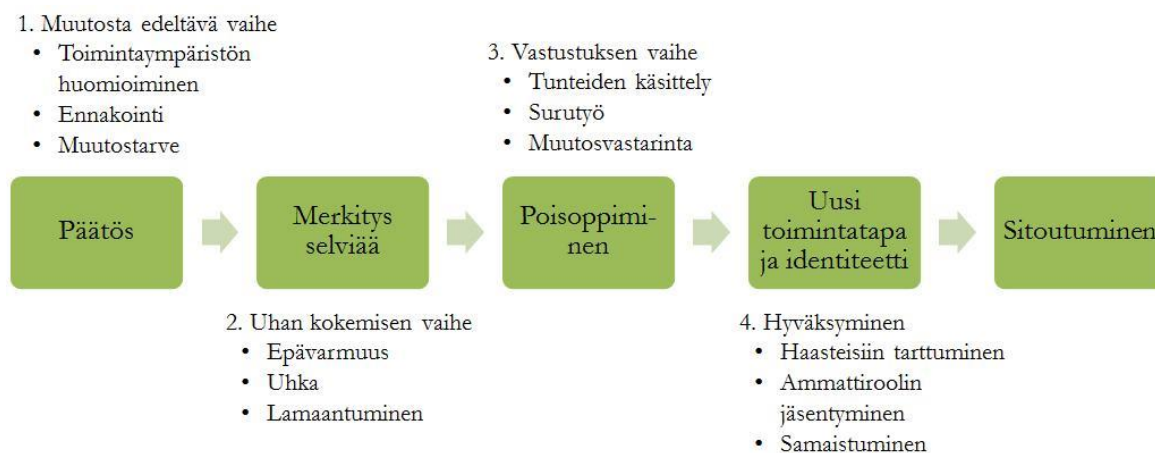 1. Muutosta edeltävä vaihe
• Toimintaympäristön
huomioiminen
• Ennakointi
• Muutostarve
3. Vastustuksen vaihe
• Tunteiden käsittely
• Surutyö
• Muutosvastarinta
Päätös
Merkitys
selviää
Poisoppimi-
nen
Uusi
toimintatapa
ja identiteetti
Sitoutuminen
2. Uhan kokemisen vaihe
• Epävarmuus
• Uhka
• Lamaantuminen
4. Hyväksyminen
• Haasteisiin tarttuminen
• Ammattiroolin
jäsentyminen
• Samaistuminen